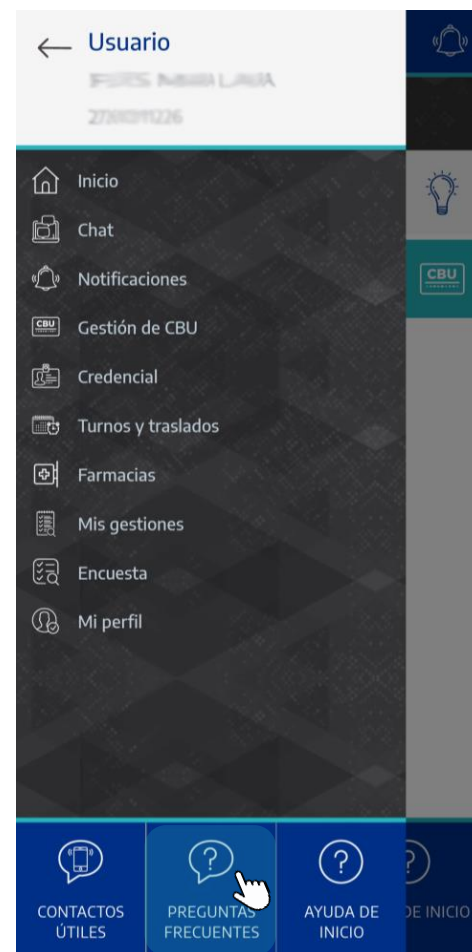 Usuario
Inicio
Chat
Notificaciones
CBU
Gestión de CBU
Credencial
Turnos y traslados
Farmacias
Mis gestiones
Encuesta
Mi perfil
CBU
CONTACTOS
ÚTILES
PREGUNTAS
FRECUENTES
AYUDA DE
INICIO
DE INICIO